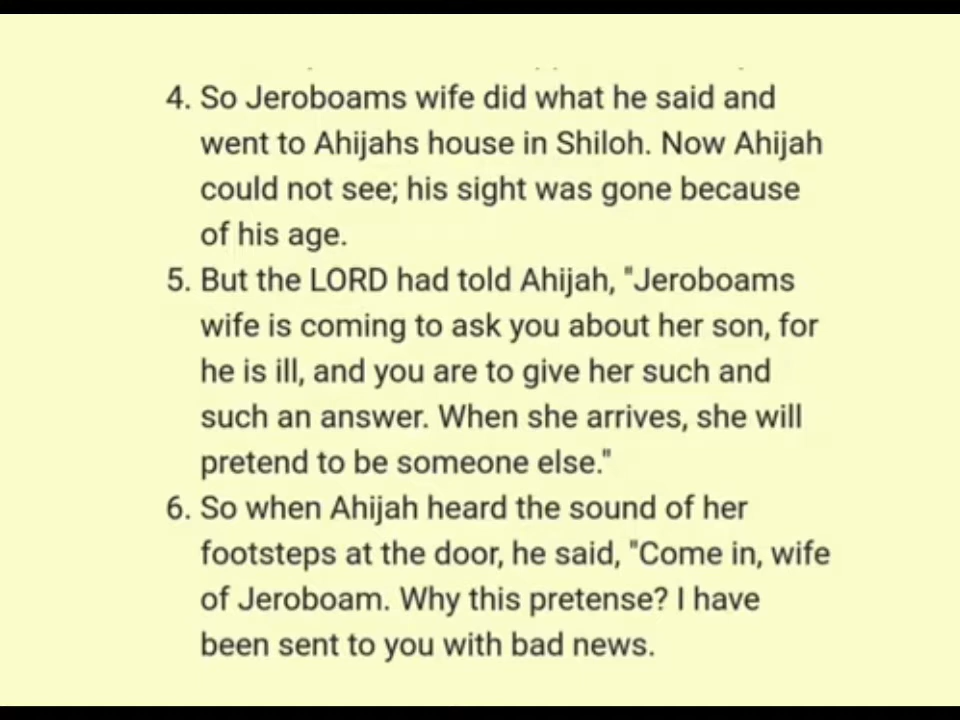 4. So Jeroboams wife did what he said and
went to Ahijahs house in Shiloh. Now Ahijah
could not see; his sight was gone because
of his age.
5. But the LORD had told Ahijah, "Jeroboams
wife is coming to ask you about her son, for
he is ill, and you are to give her such and
such an answer. When she arrives, she will
pretend to be someone else."
6. So when Ahijah heard the sound of her
footsteps at the door, he said, "Come in, wife
of Jeroboam. Why this pretense? I have
been sent to you with bad news.